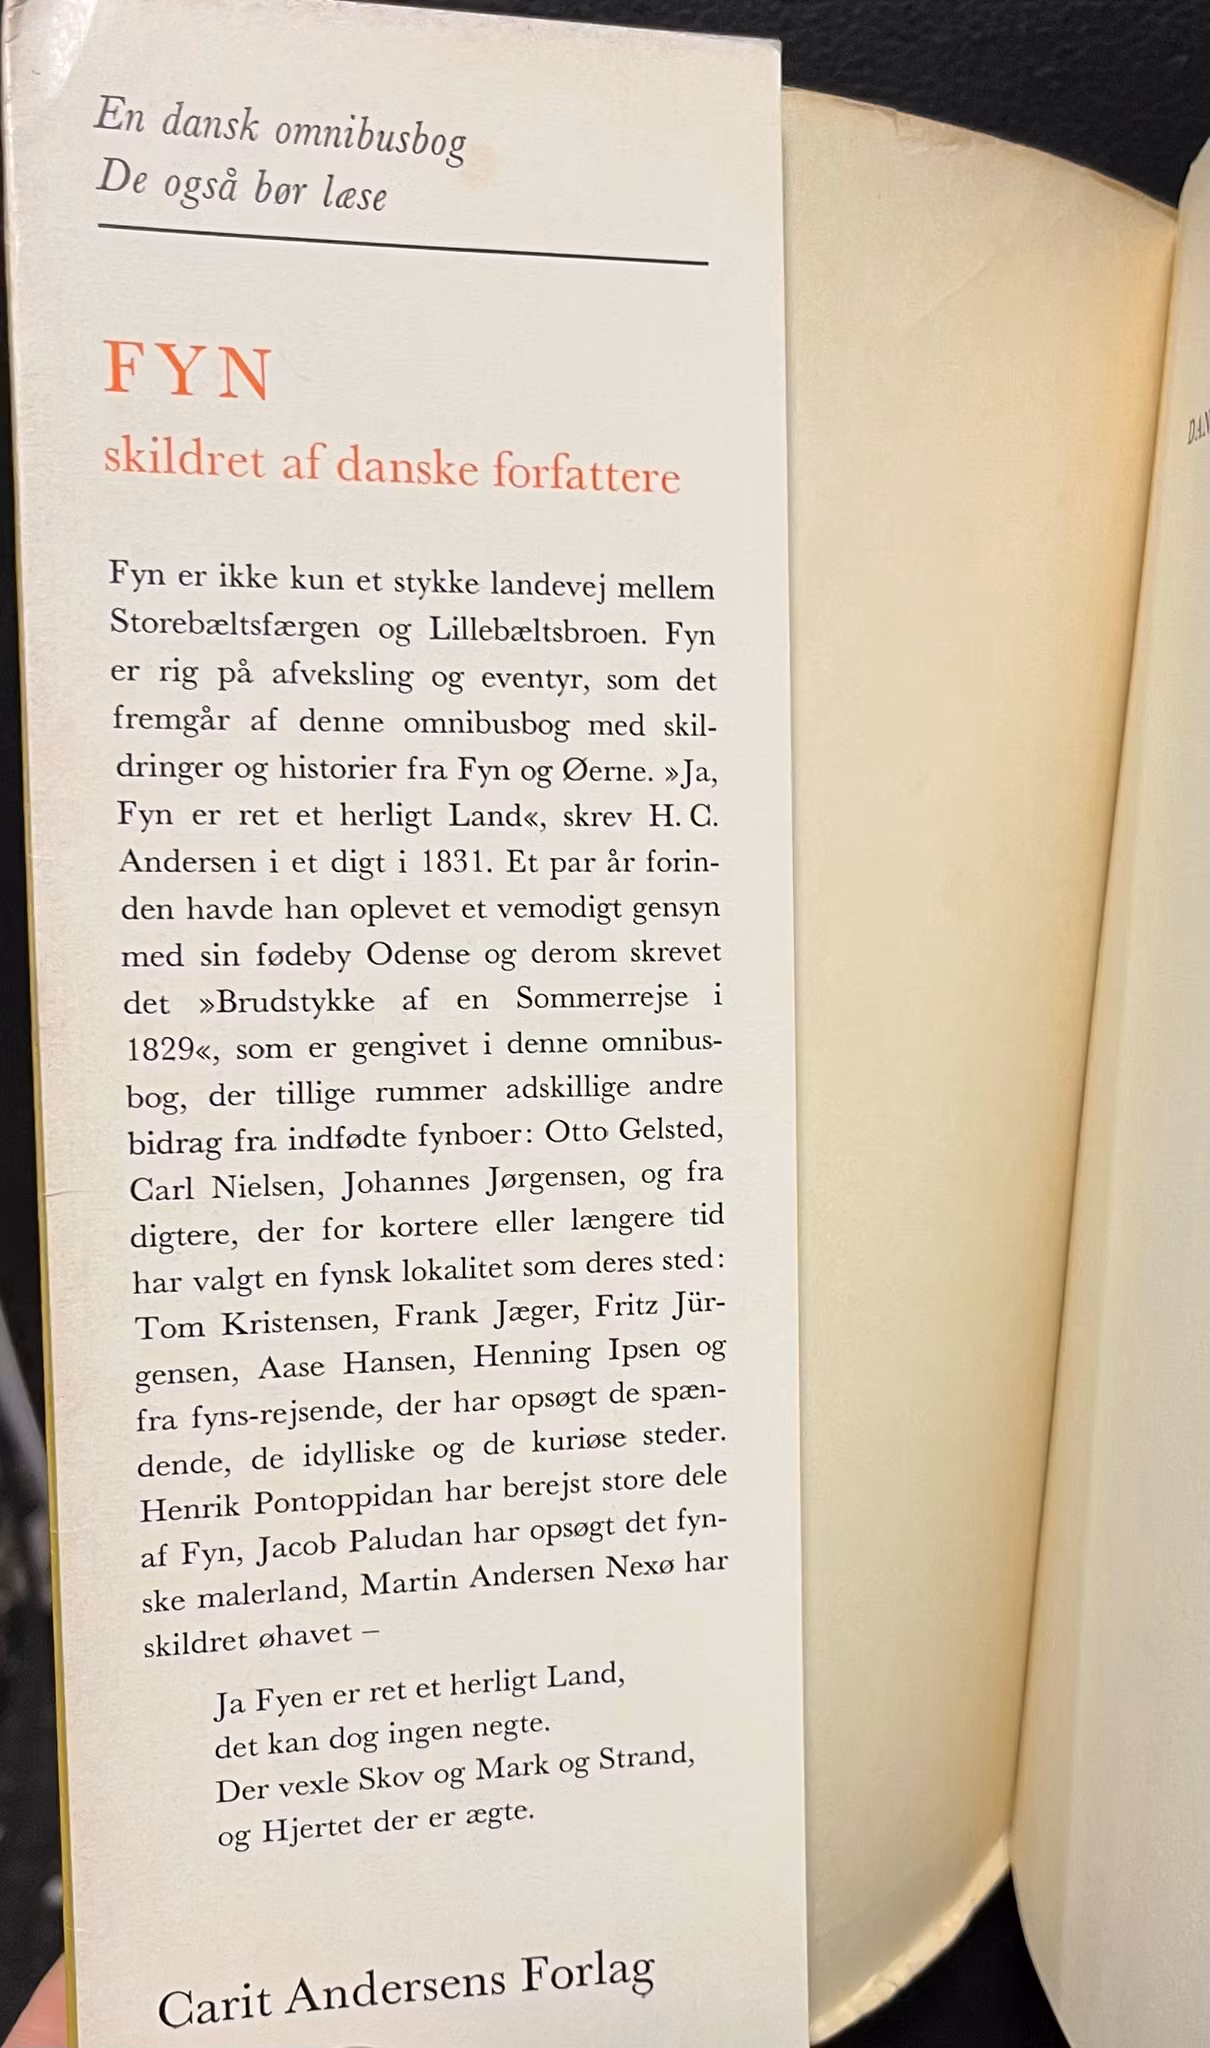 En dansk omnibusbog
De også bør læse
FYN
skildret af danske forfattere
Fyn er ikke kun et stykke landevej mellem
Storebæltsfærgen og Lillebæltsbroen. Fyn
er rig på afveksling og eventyr, som det
fremgår af denne omnibusbog med skil-
dringer og historier fra Fyn og Øerne. »Ja,
Fyn er ret et herligt Land«, skrev H. C.
Andersen i et digt i 1831. Et par år forin-
den havde han oplevet et vemodigt gensyn
med sin fødeby Odense og derom skrevet
det »Brudstykke af en Sommerrejse i
1829«, som er gengivet i denne omnibus-
bog, der tillige rummer adskillige andre
bidrag fra indfødte fynboer: Otto Gelsted,
Carl Nielsen, Johannes Jørgensen, og fra
digtere, der for kortere eller længere tid
har valgt en fynsk lokalitet som deres sted:
Tom Kristensen, Frank Jæger, Fritz Jür-
gensen, Aase Hansen, Henning Ipsen og
fra fyns-rejsende, der har opsøgt de spæn-
dende, de idylliske og de kuriøse steder.
Henrik Pontoppidan har berejst store dele
af Fyn, Jacob Paludan har opsøgt det fyn-
ske malerland, Martin Andersen Nexø har
skildret øhavet –
Ja Fyen er ret et herligt Land,
det kan dog ingen negte.
Der vexle Skov og Mark og Strand,
og Hjertet der er ægte.
Carit Andersens Forlag